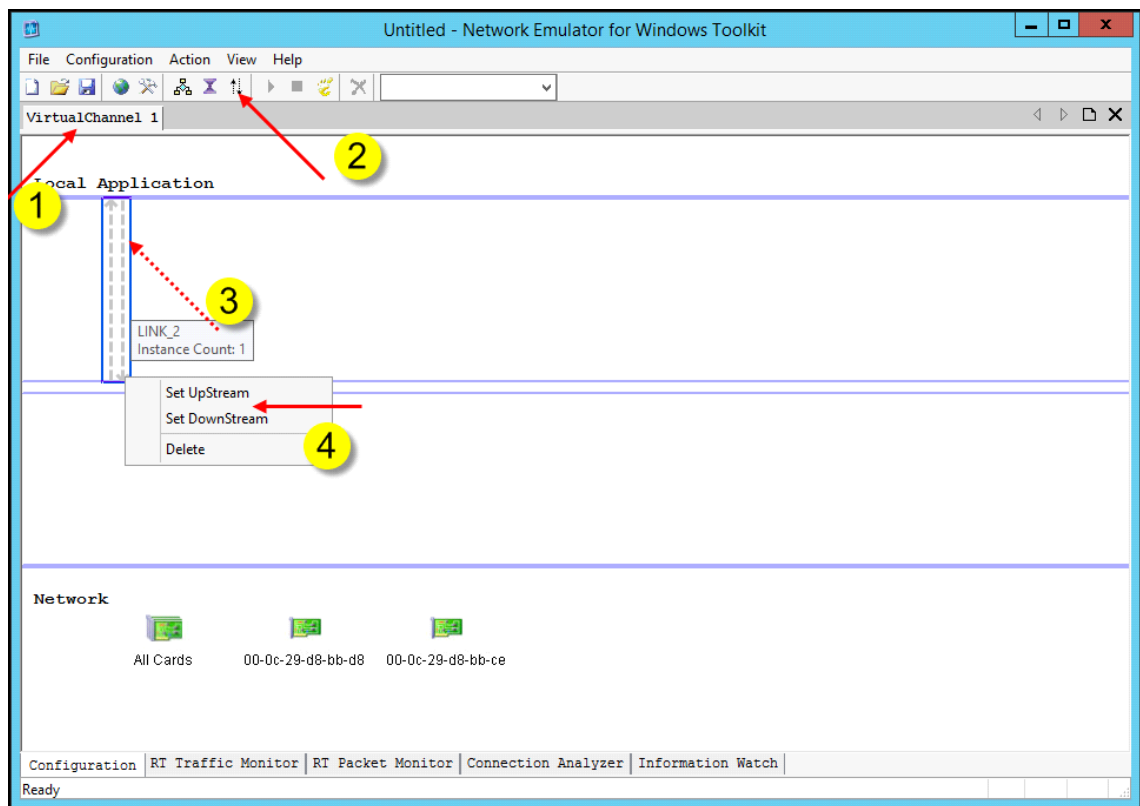 Untitled - Network Emulator for Windows Toolkit
File Configuration Action View Help
VirtualChannel 1
2
Local Application
1
3
LINK_2
Instance Count: 1
Set UpStream
Set DownStream
Delete
4
Network
All Cards 00-0c-29-d8-bb-d8 00-0c-29-d8-bb-ce
Configuration RT Traffic Monitor RT Packet Monitor Connection Analyzer Information Watch
Ready